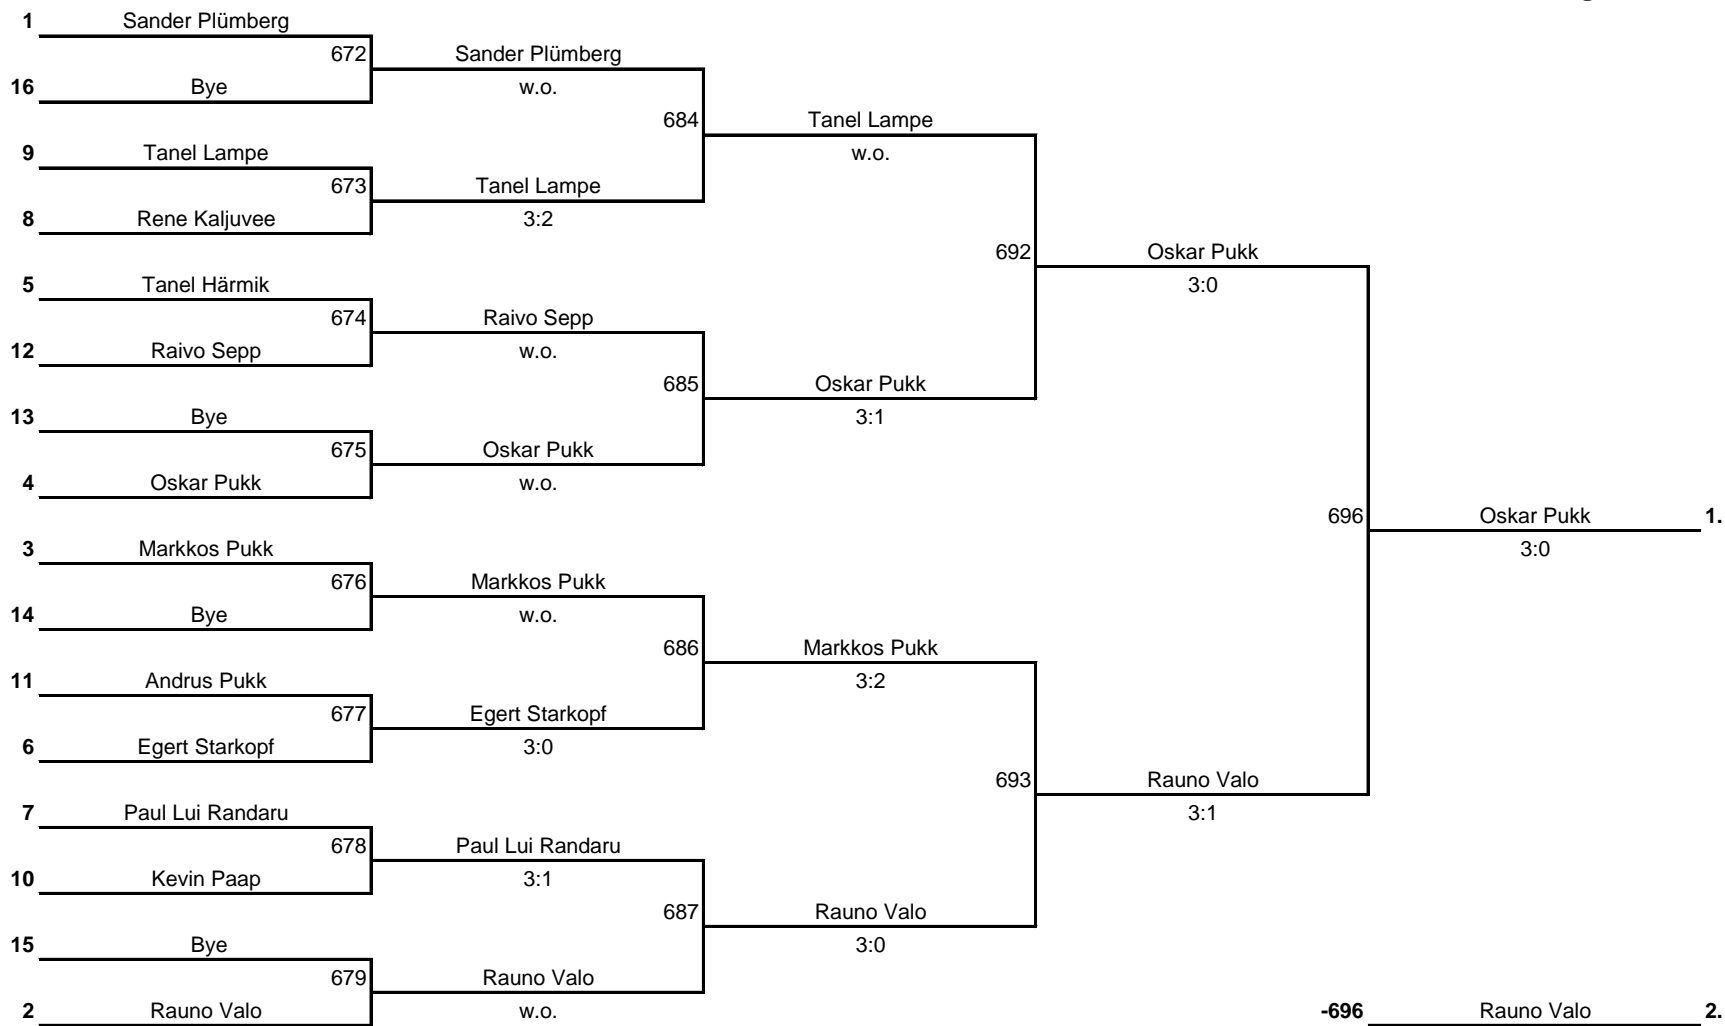 1 Sander Plümberg
672 Sander Plümberg
16 Bye w.o.
684 Tanel Lampe
9 Tanel Lampe w.o.
673 Tanel Lampe
8 Rene Kaljuvee 3:2
692 Oskar Pukk
5 Tanel Härmik 3:0
674 Raivo Sepp
12 Raivo Sepp w.o.
685 Oskar Pukk
13 Bye 3:1
675 Oskar Pukk
4 Oskar Pukk w.o.
696 Oskar Pukk 1.
3 Markkos Pukk 3:0
676 Markkos Pukk
14 Bye w.o.
686 Markkos Pukk
11 Andrus Pukk 3:2
677 Egert Starkopf
6 Egert Starkopf 3:0
693 Rauno Valo
7 Paul Lui Randaru 3:1
678 Paul Lui Randaru
10 Kevin Paap 3:1
687 Rauno Valo
15 Bye 3:0
679 Rauno Valo
2 Rauno Valo w.o. -696 Rauno Valo 2.